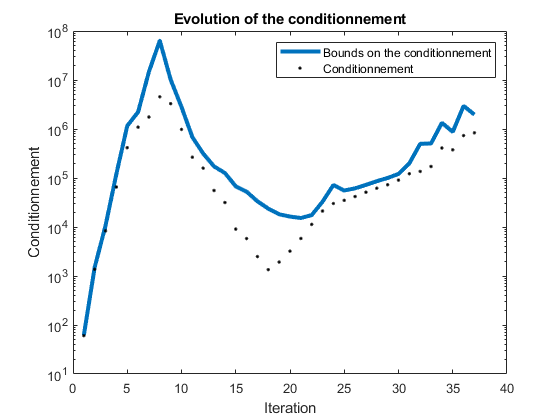 Evolution of the conditionnement
Bounds on the conditionnement
Conditionnement
Conditionnement
10^8
10^7
10^6
10^5
10^4
10^3
10^2
10^1
0 5 10 15 20 25 30 35 40
Iteration